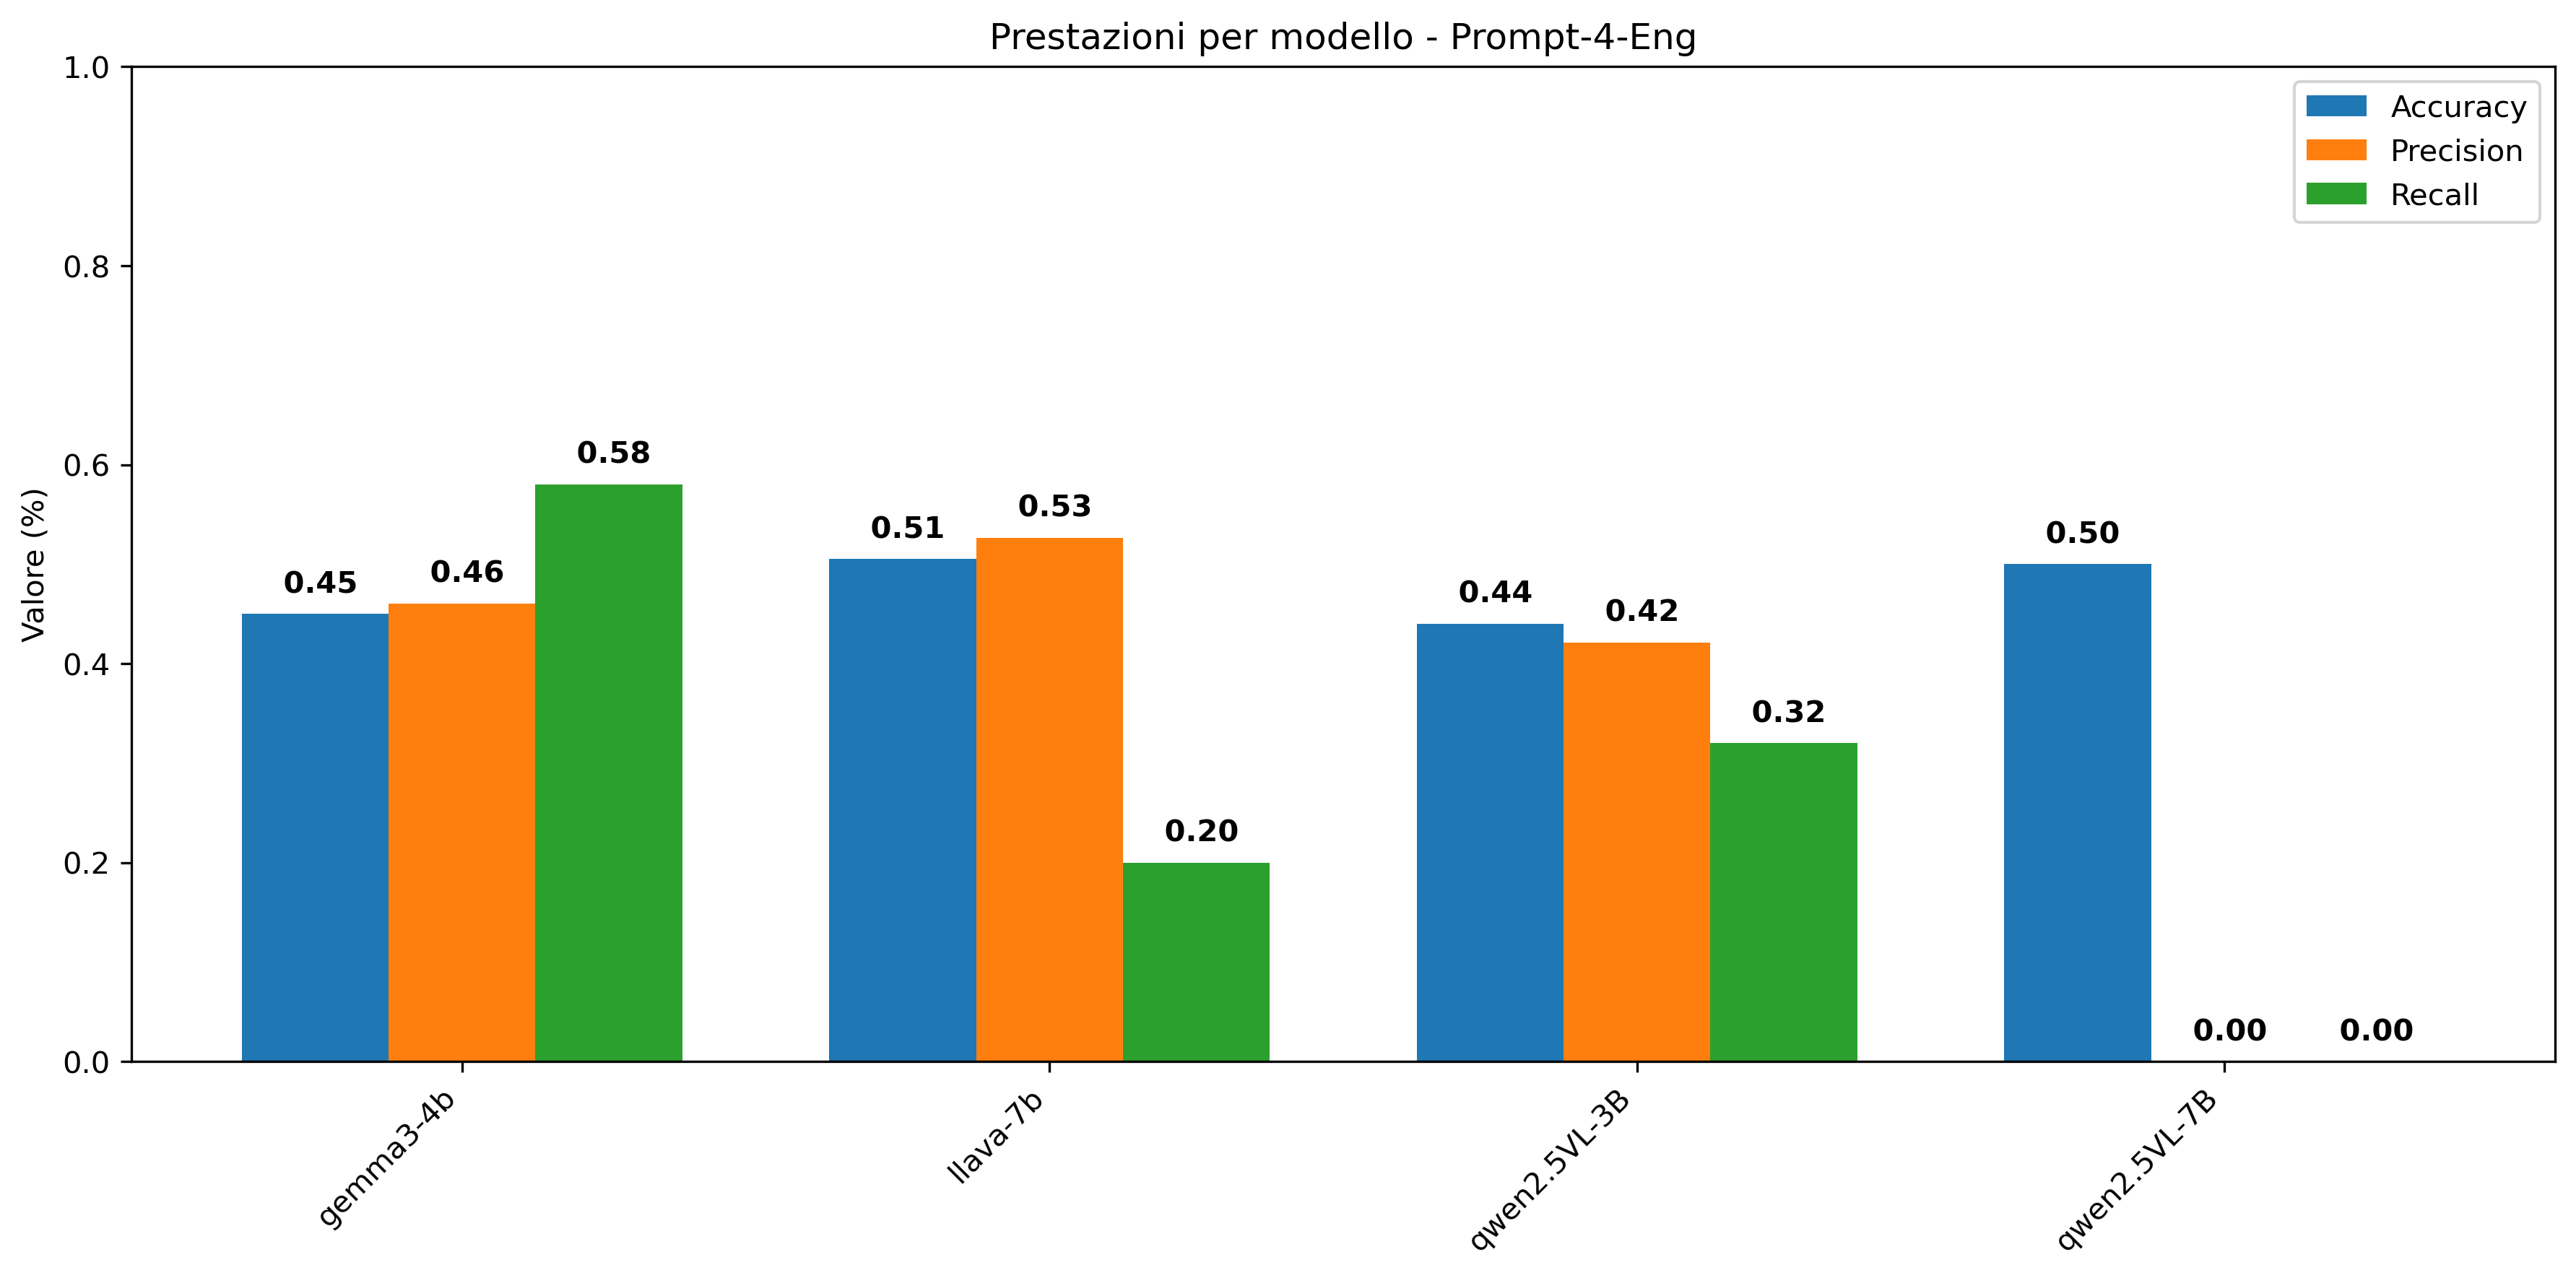 Prestazioni per modello - Prompt-4-Eng
Accuracy
Precision
Recall
Valore (%)
1.0
0.8
0.6
0.4
0.2
0.0
0.45
0.46
0.58
0.51
0.53
0.20
0.44
0.42
0.32
0.50
0.00
0.00
gemma3-4b
llava-7b
qwen2.5VL-3B
qwen2.5VL-7B